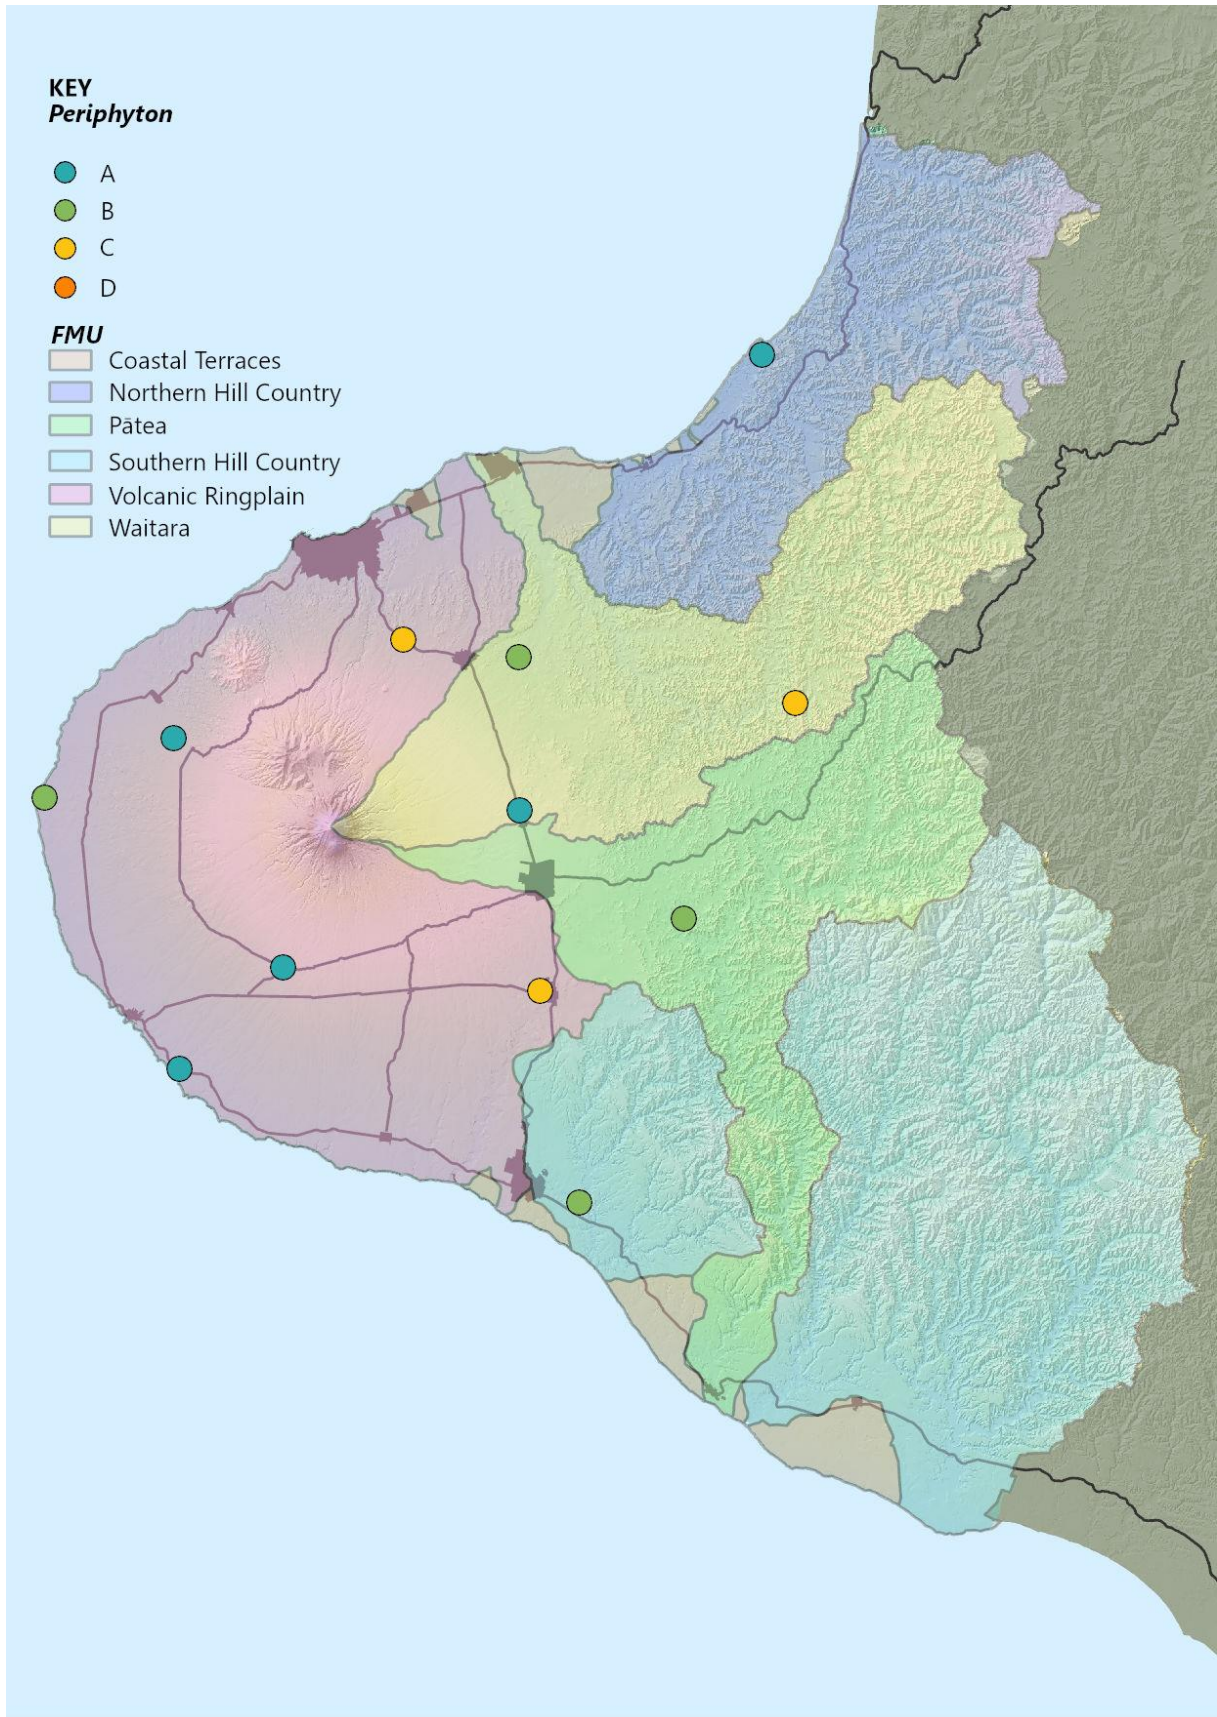 KEY
Periphyton
A
B
C
D
FMU
Coastal Terraces
Northern Hill Country
Pātea
Southern Hill Country
Volcanic Ringplain
Waitara